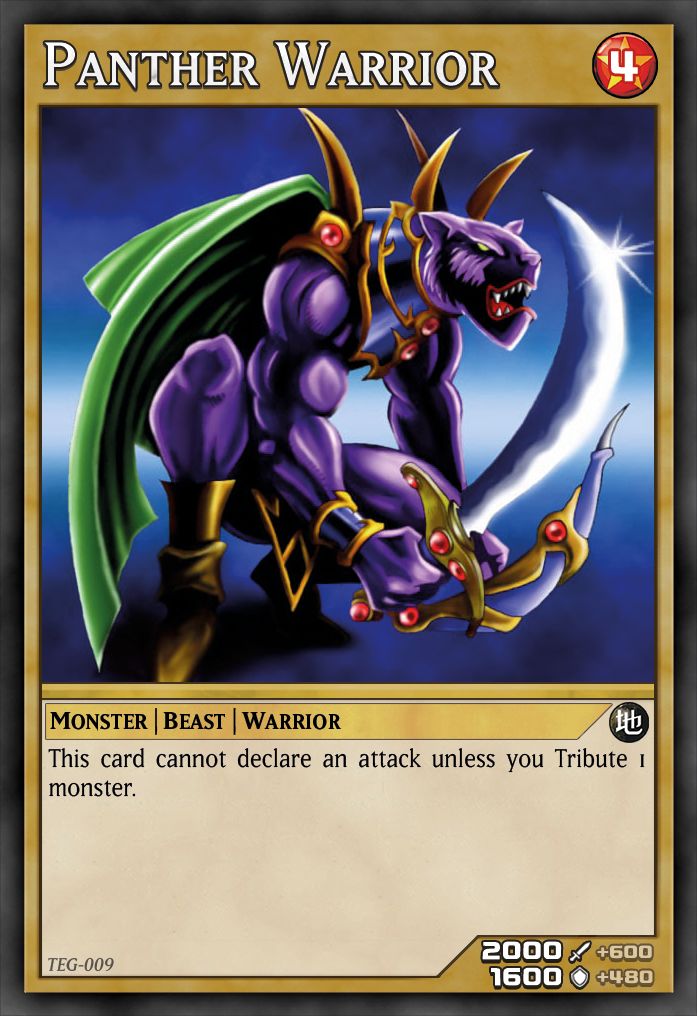 Panther Warrior
4
Monster | Beast | Warrior
This card cannot declare an attack unless you Tribute 1
monster.
2000 +600
TEG-009
1600 +480